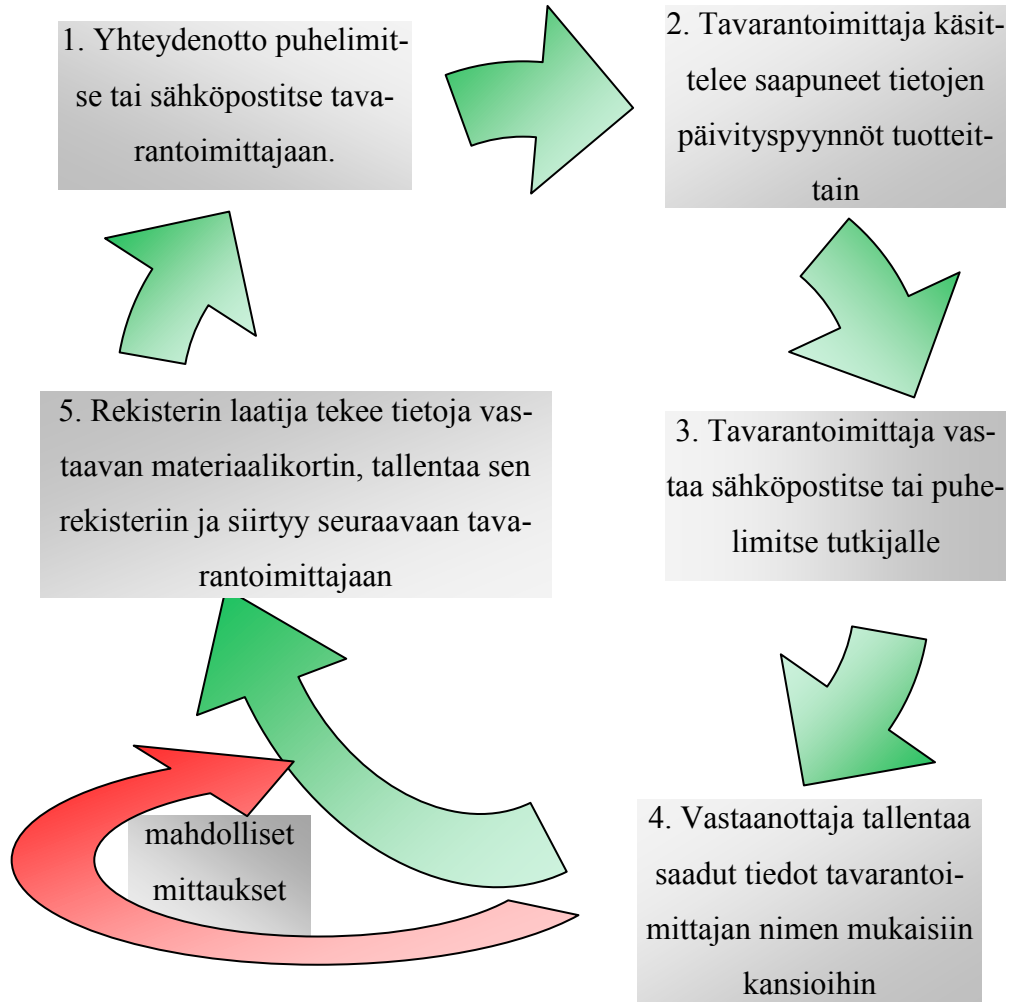 1. Yhteydenotto puhelimit-
se tai sähköpostitse tava-
rantoimittajaan.
2. Tavarantoimittaja käsit-
telee saapuneet tietojen
päivityspyynnöt tuotteit-
tain
3. Tavarantoimittaja vas-
taa sähköpostitse tai puhe-
limitse tutkijalle
4. Vastaanottaja tallentaa
saadut tiedot tavarantoi-
mittajan nimen mukaisiin
kansioihin
mahdolliset
mittaukset
5. Rekisterin laatija tekee tietoja vas-
taavan materiaalikortin, tallentaa sen
rekisteriin ja siirtyy seuraavaan tava-
rantoimittajaan